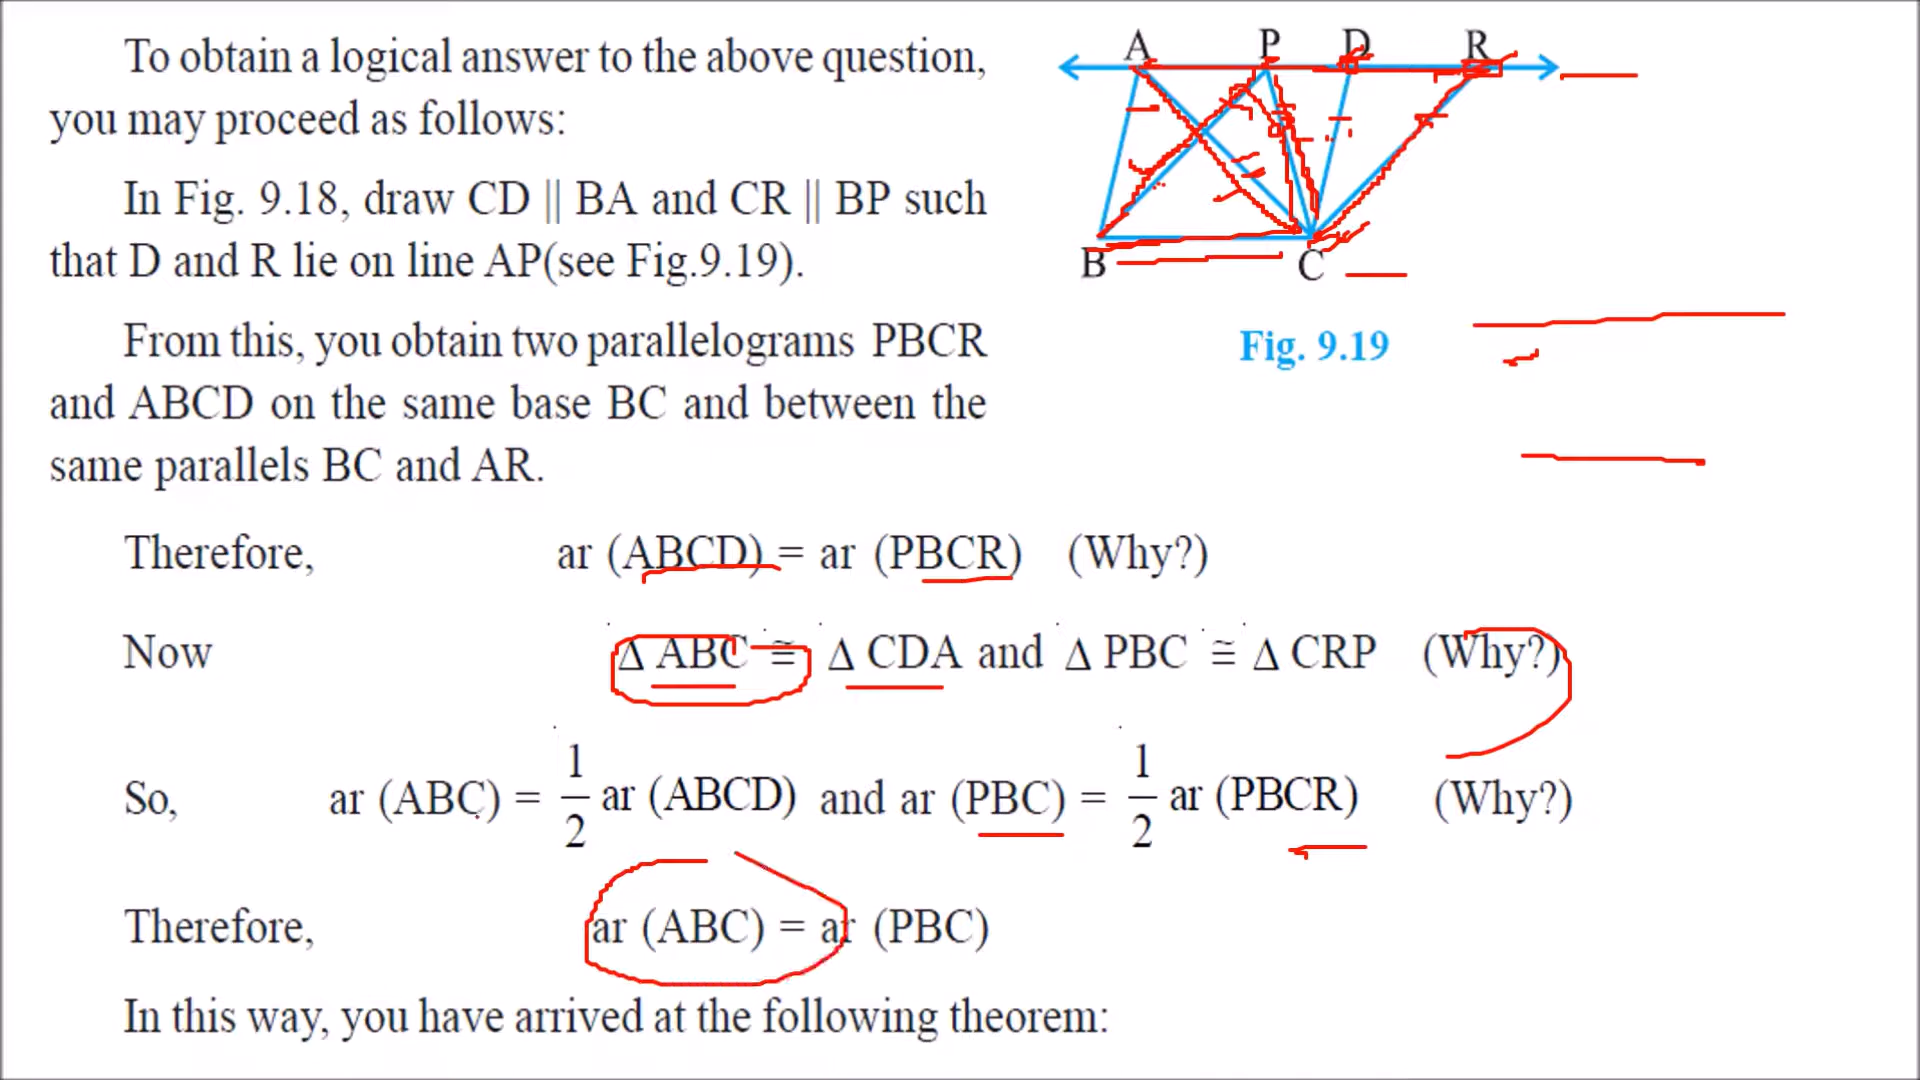 To obtain a logical answer to the above question,
you may proceed as follows:
In Fig. 9.18, draw CD || BA and CR || BP such
that D and R lie on line AP(see Fig.9.19).
From this, you obtain two parallelograms PBCR
and ABCD on the same base BC and between the
same parallels BC and AR.
A P D R
B C
Fig. 9.19
Therefore, ar (ABCD) = ar (PBCR) (Why?)
Now Δ ABC ≅ Δ CDA and Δ PBC ≅ Δ CRP (Why?)
So, ar (ABC) = 1/2 ar (ABCD) and ar (PBC) = 1/2 ar (PBCR) (Why?)
Therefore, ar (ABC) = ar (PBC)
In this way, you have arrived at the following theorem: